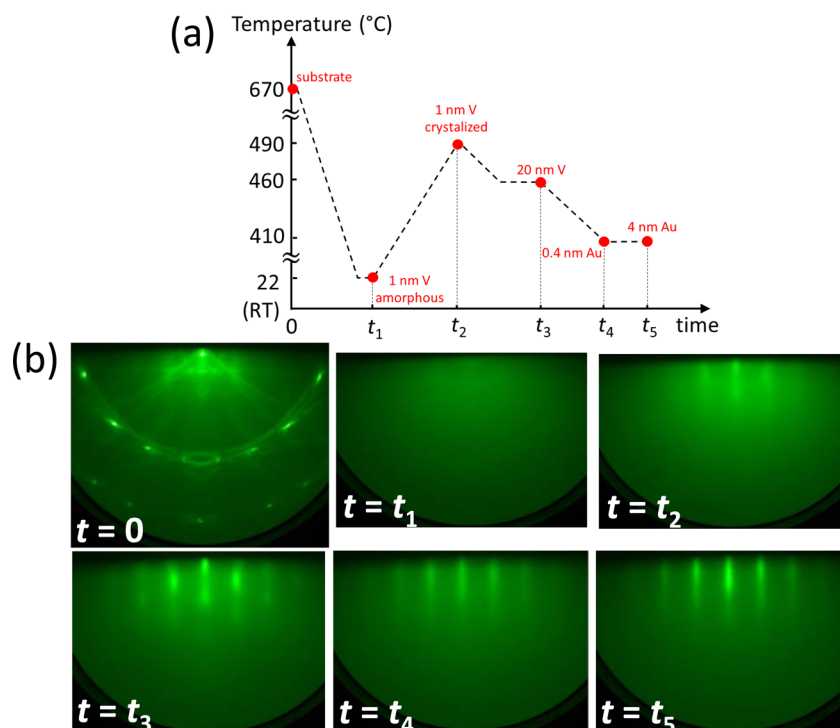 (a)
Temperature (°C)
670
substrate
1 nm V
crystalized
490
460
20 nm V
410
0.4 nm Au
4 nm Au
22
(RT)
1 nm V
amorphous
0
t1
t2
t3
t4
t5
time
(b)
t = 0
t = t1
t = t2
t = t3
t = t4
t = t5